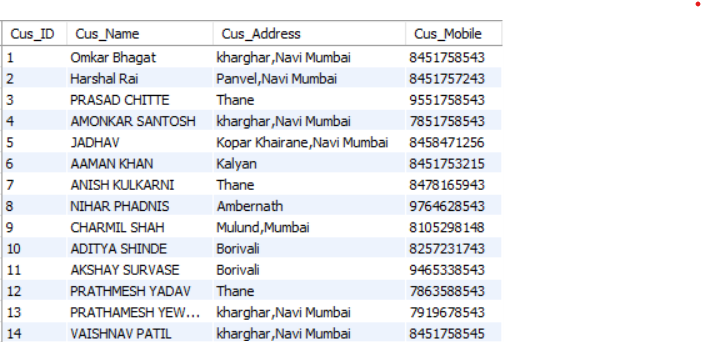 Cus_ID Cus_Name Cus_Address Cus_Mobile
1 Omkar Bhagat kharghar,Navi Mumbai 8451758543
2 Harshal Rai Panvel,Navi Mumbai 8451757243
3 PRASAD CHITTE Thane 9551758543
4 AMONKAR SANTOSH kharghar,Navi Mumbai 7851758543
5 JADHAV Kopar Khairane,Navi Mumbai 8458471256
6 AAMAN KHAN Kalyan 8451753215
7 ANISH KULKARNI Thane 8478165943
8 NIHAR PHADNIS Ambernath 9764628543
9 CHARMIL SHAH Mulund,Mumbai 8105298148
10 ADITYA SHINDE Borivali 8257231743
11 AKSHAY SURVASE Borivali 9465338543
12 PRATHMESH YADAV Thane 7863588543
13 PRATHAMESH YEW... kharghar,Navi Mumbai 7919678543
14 VAISHNAV PATIL kharghar,Navi Mumbai 8451758545